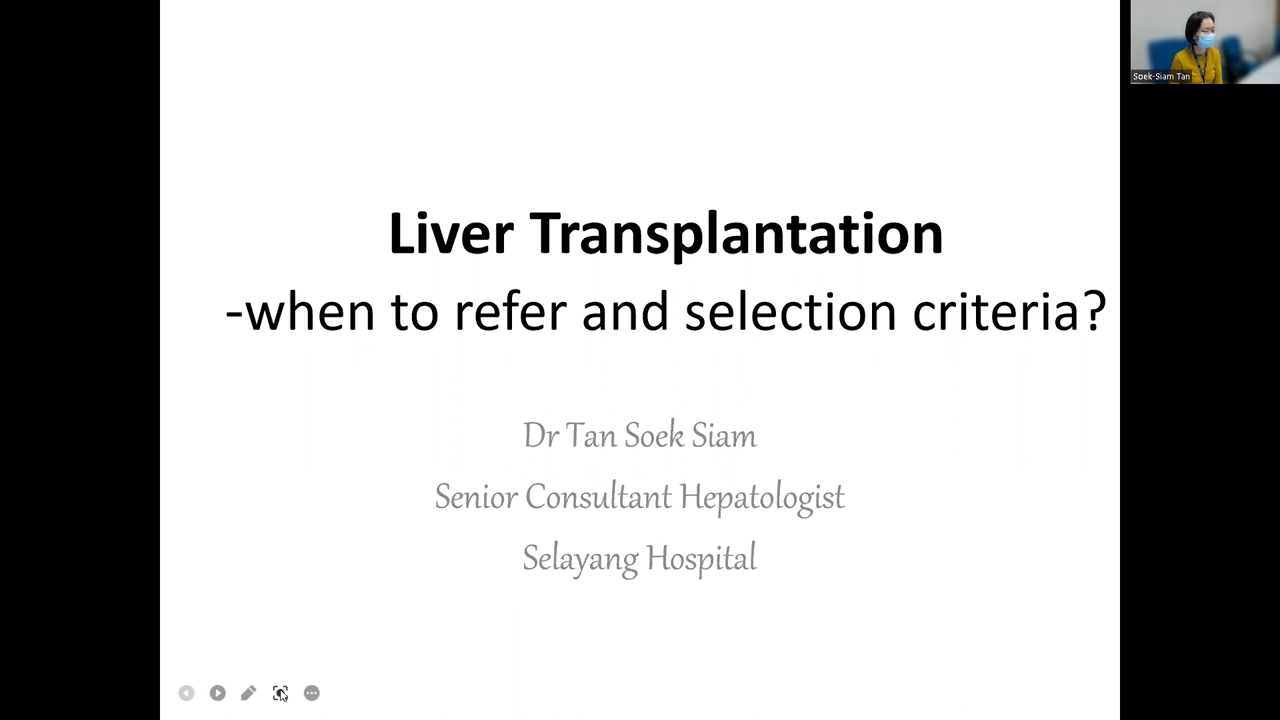 Soek-Siam Tan
Liver Transplantation
-when to refer and selection criteria?
Dr Tan Soek Siam
Senior Consultant Hepatologist
Selayang Hospital